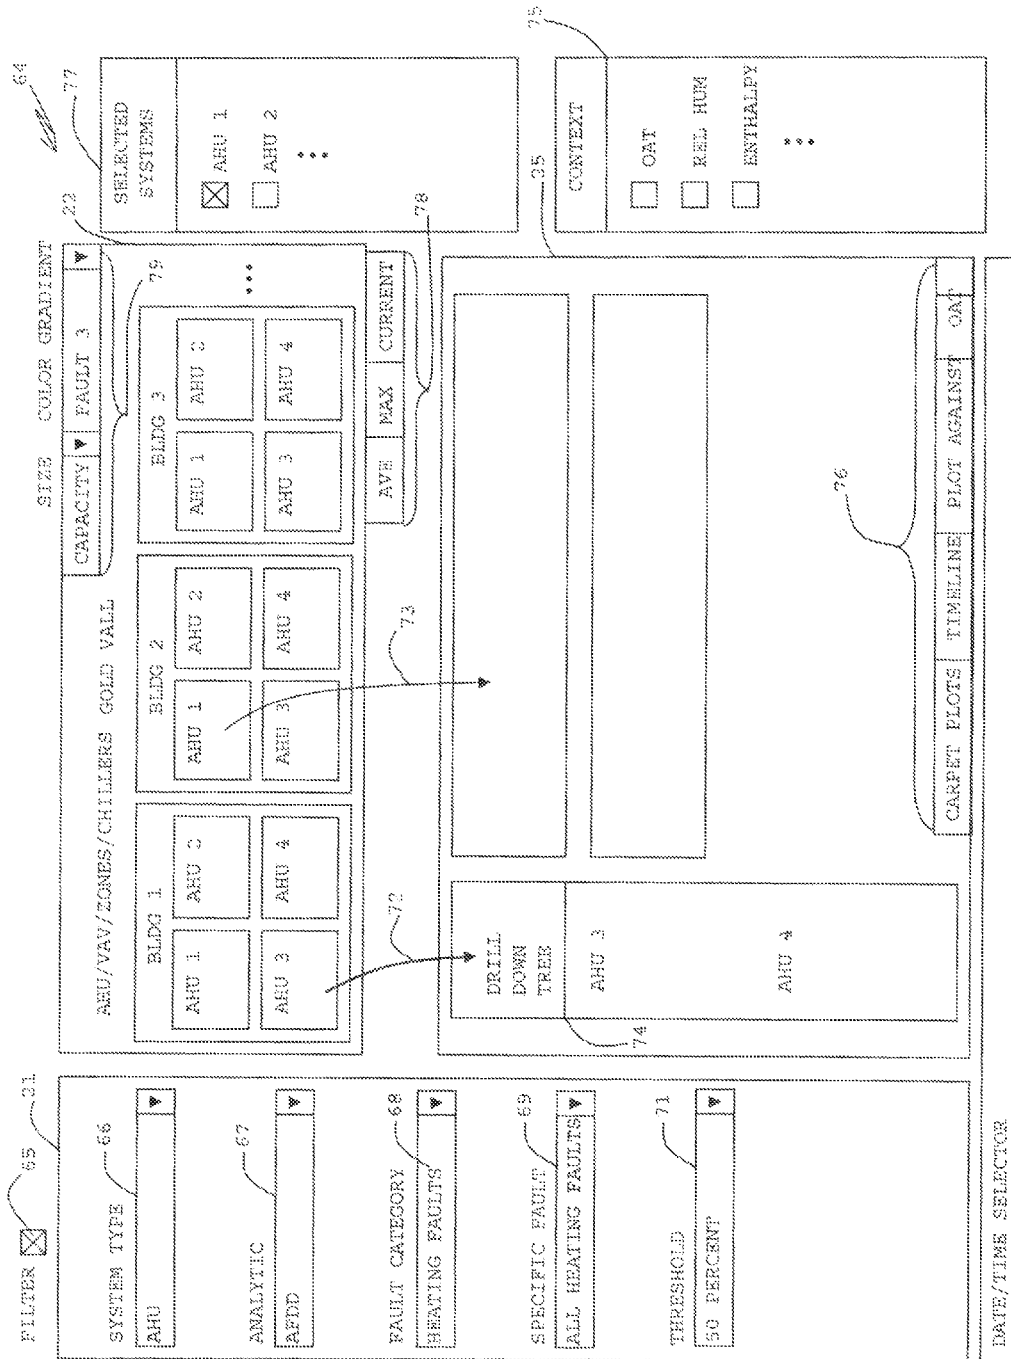 64
FILTER
65
21
SYSTEM TYPE
66
AHU
ANALYTIC
67
AFDD
FAULT CATEGORY
68
HEATING FAULTS
SPECIFIC FAULT
69
ALL HEATING FAULTS
THRESHOLD
71
50 PERCENT
SIZE COLOR GRADIENT
22
AHU/VAV/ZONES/CHILLERS GOLD VALL
CAPACITY FAULT 3
79
BLDG 1
AHU 1 AHU 2
AHU 3 AHU 4
BLDG 2
AHU 1 AHU 2
AHU 3 AHU 4
BLDG 3
AHU 1 AHU 2
AHU 3 AHU 4
AVE MAX CURRENT
78
72
73
DRILL
DOWN
TREE
74
AHU 3
AHU 4
35
76
CARPET PLOTS TIMELINE PLOT AGAINST OAT
77
SELECTED
SYSTEMS
AHU 1
AHU 2
75
CONTEXT
OAT
REL HUM
ENTHALPY
DATE/TIME SELECTOR